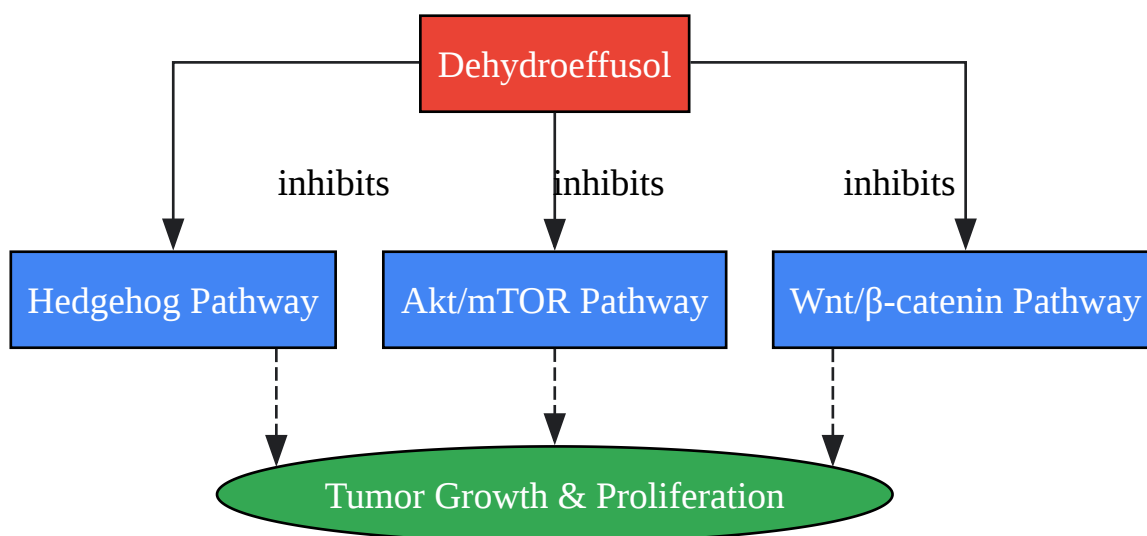 Dehydroeffusol
inhibits
inhibits
inhibits
Hedgehog Pathway
Akt/mTOR Pathway
Wnt/β-catenin Pathway
Tumor Growth & Proliferation